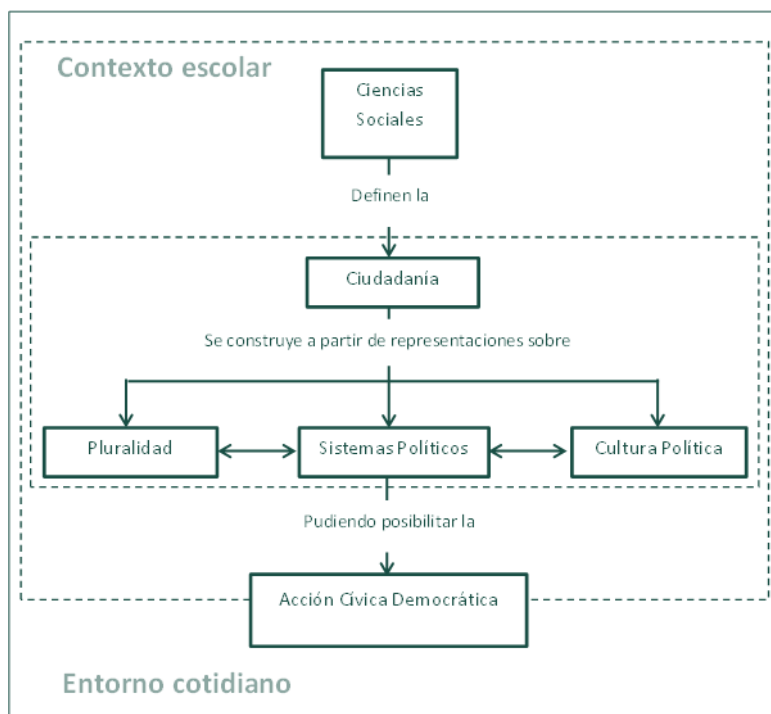 Contexto escolar
Ciencias
Sociales
Definen la
Ciudadanía
Se construye a partir de representaciones sobre
Pluralidad
Sistemas Políticos
Cultura Política
Pudiendo posibilitar la
Acción Cívica Democrática
Entorno cotidiano